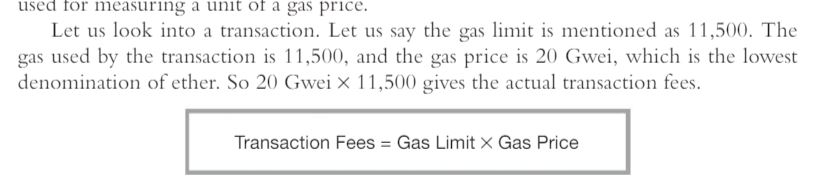 used for measuring a unit of a gas price.
Let us look into a transaction. Let us say the gas limit is mentioned as 11,500. The
gas used by the transaction is 11,500, and the gas price is 20 Gwei, which is the lowest
denomination of ether. So 20 Gwei × 11,500 gives the actual transaction fees.
Transaction Fees = Gas Limit × Gas Price